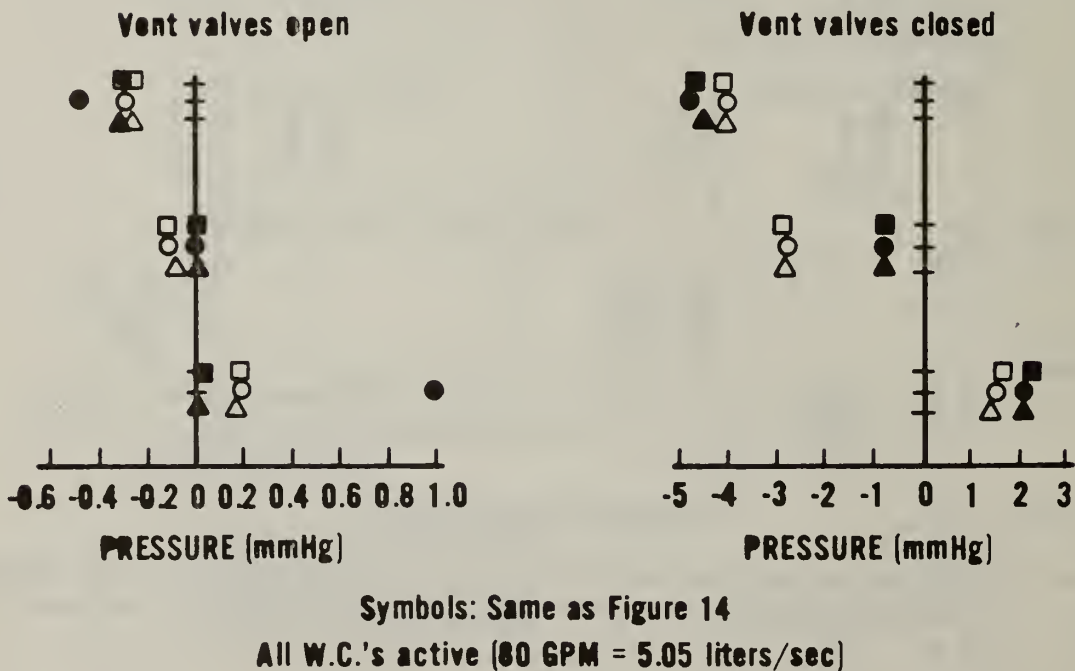 Vent valves open
Vent valves closed
-0.6 -0.4 -0.2 0 0.2 0.4 0.6 0.8 1.0
-5 -4 -3 -2 -1 0 1 2 3
PRESSURE (mmHg)
PRESSURE (mmHg)
Symbols: Same as Figure 14
All W.C.'s active (80 GPM = 5.05 liters/sec)